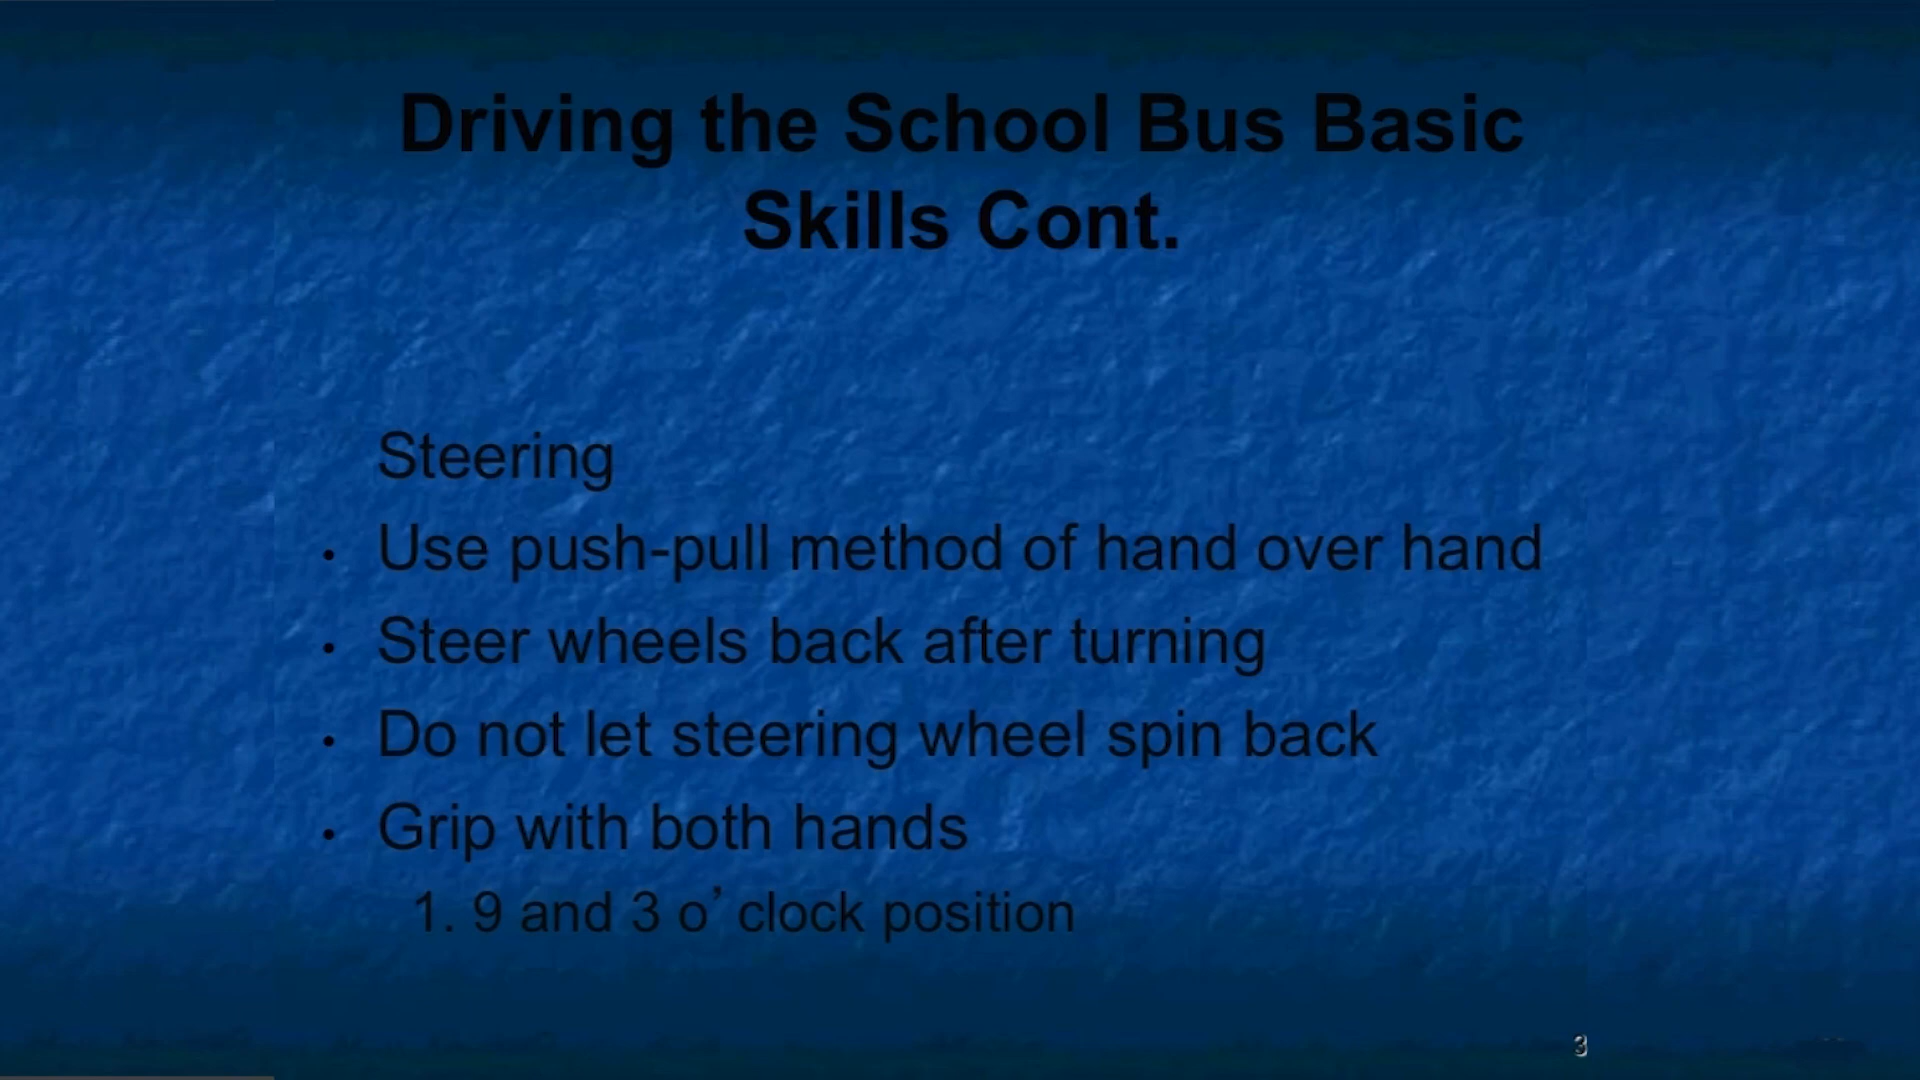 Driving the School Bus Basic
Skills Cont.
Steering
• Use push-pull method of hand over hand
• Steer wheels back after turning
• Do not let steering wheel spin back
• Grip with both hands
1. 9 and 3 o’clock position
3